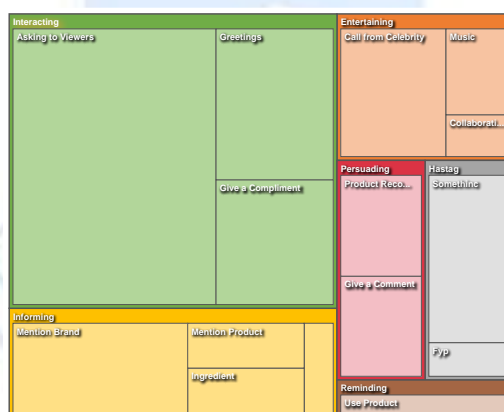 Interacting
Asking to Viewers
Greetings
Give a Compliment
Entertaining
Call from Celebrity
Music
Collaborati...
Persuading
Product Reco...
Give a Comment
Hastag
Somethinc
Fyp
Informing
Mention Brand
Mention Product
Ingredient
Reminding
Use Product